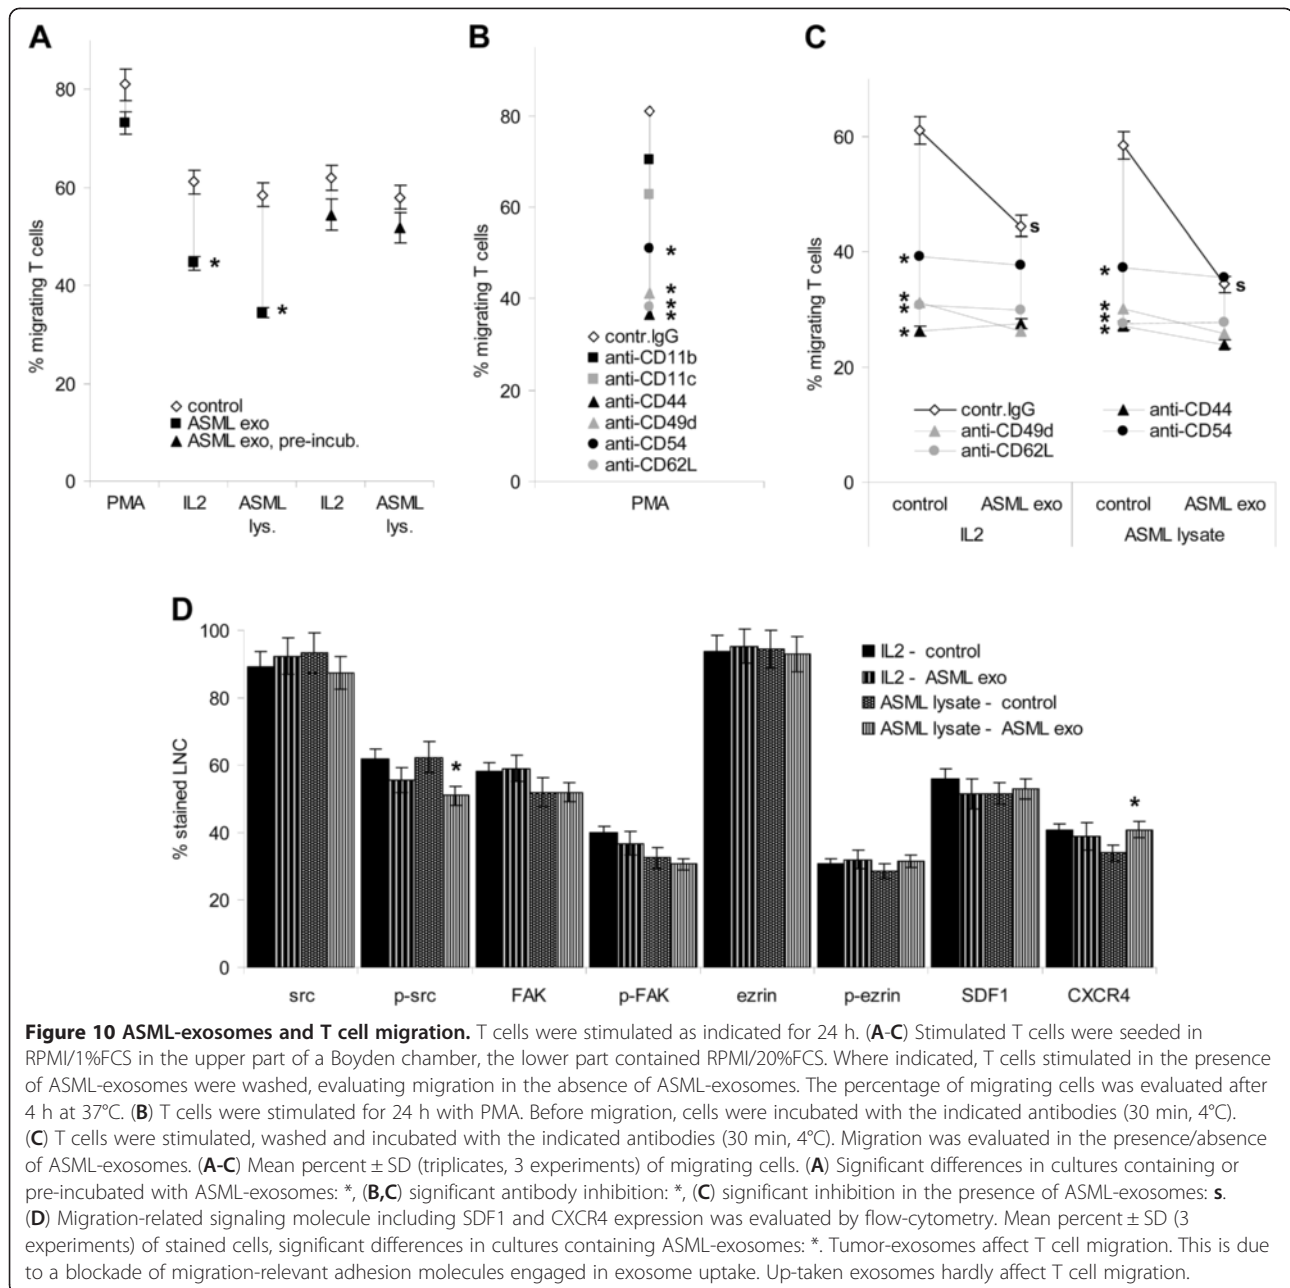 A
80
60
40
20
0
% migrating T cells
*
*
control
ASML exo
ASML exo, pre-incub.
PMA
IL2
ASML lys.
IL2
ASML lys.
B
80
60
40
20
0
% migrating T cells
*
*
*
*
contr.IgG
anti-CD11b
anti-CD11c
anti-CD44
anti-CD49d
anti-CD54
anti-CD62L
PMA
C
60
40
20
0
% migrating T cells
s
s
*
*
*
*
*
*
*
*
contr.IgG
anti-CD49d
anti-CD62L
anti-CD44
anti-CD54
control
ASML exo
control
ASML exo
IL2
ASML lysate
D
100
80
60
40
20
0
% stained LNC
*
*
IL2 - control
IL2 - ASML exo
ASML lysate - control
ASML lysate - ASML exo
src
p-src
FAK
p-FAK
ezrin
p-ezrin
SDF1
CXCR4
Figure 10 ASML-exosomes and T cell migration. T cells were stimulated as indicated for 24 h. (A-C) Stimulated T cells were seeded in
RPMI/1%FCS in the upper part of a Boyden chamber, the lower part contained RPMI/20%FCS. Where indicated, T cells stimulated in the presence
of ASML-exosomes were washed, evaluating migration in the absence of ASML-exosomes. The percentage of migrating cells was evaluated after
4 h at 37°C. (B) T cells were stimulated for 24 h with PMA. Before migration, cells were incubated with the indicated antibodies (30 min, 4°C).
(C) T cells were stimulated, washed and incubated with the indicated antibodies (30 min, 4°C). Migration was evaluated in the presence/absence
of ASML-exosomes. (A-C) Mean percent ± SD (triplicates, 3 experiments) of migrating cells. (A) Significant differences in cultures containing or
pre-incubated with ASML-exosomes: *, (B,C) significant antibody inhibition: *, (C) significant inhibition in the presence of ASML-exosomes: s.
(D) Migration-related signaling molecule including SDF1 and CXCR4 expression was evaluated by flow-cytometry. Mean percent ± SD (3
experiments) of stained cells, significant differences in cultures containing ASML-exosomes: *. Tumor-exosomes affect T cell migration. This is due
to a blockade of migration-relevant adhesion molecules engaged in exosome uptake. Up-taken exosomes hardly affect T cell migration.